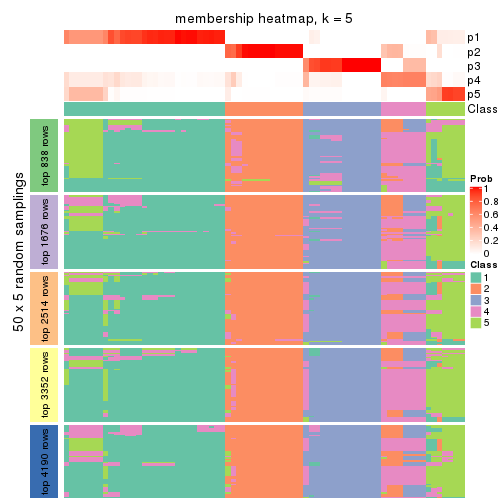 membership heatmap, k = 5
p1
p2
p3
p4
p5
Class
50 x 5 random samplings
top 838 rows
top 1676 rows
top 2514 rows
top 3352 rows
top 4190 rows
Prob
1
0.8
0.6
0.4
0.2
0
Class
1
2
3
4
5